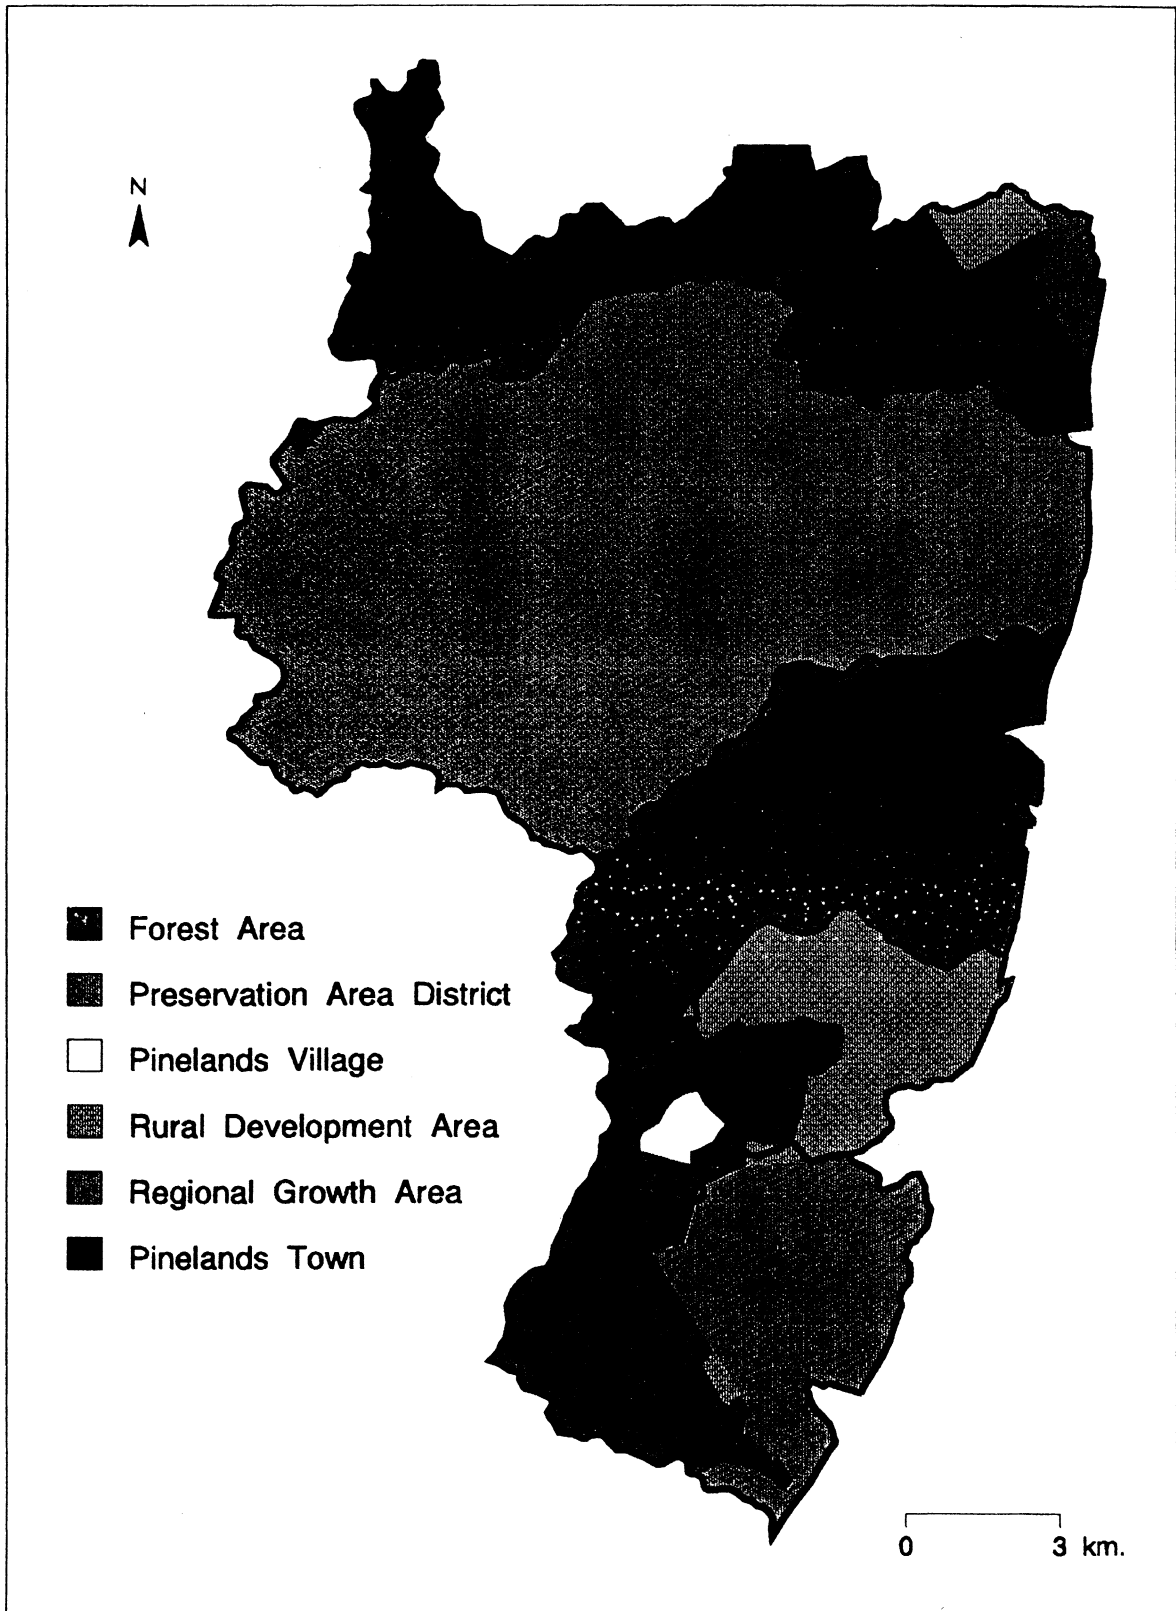 N
Forest Area
Preservation Area District
Pinelands Village
Rural Development Area
Regional Growth Area
Pinelands Town
0 3 km.